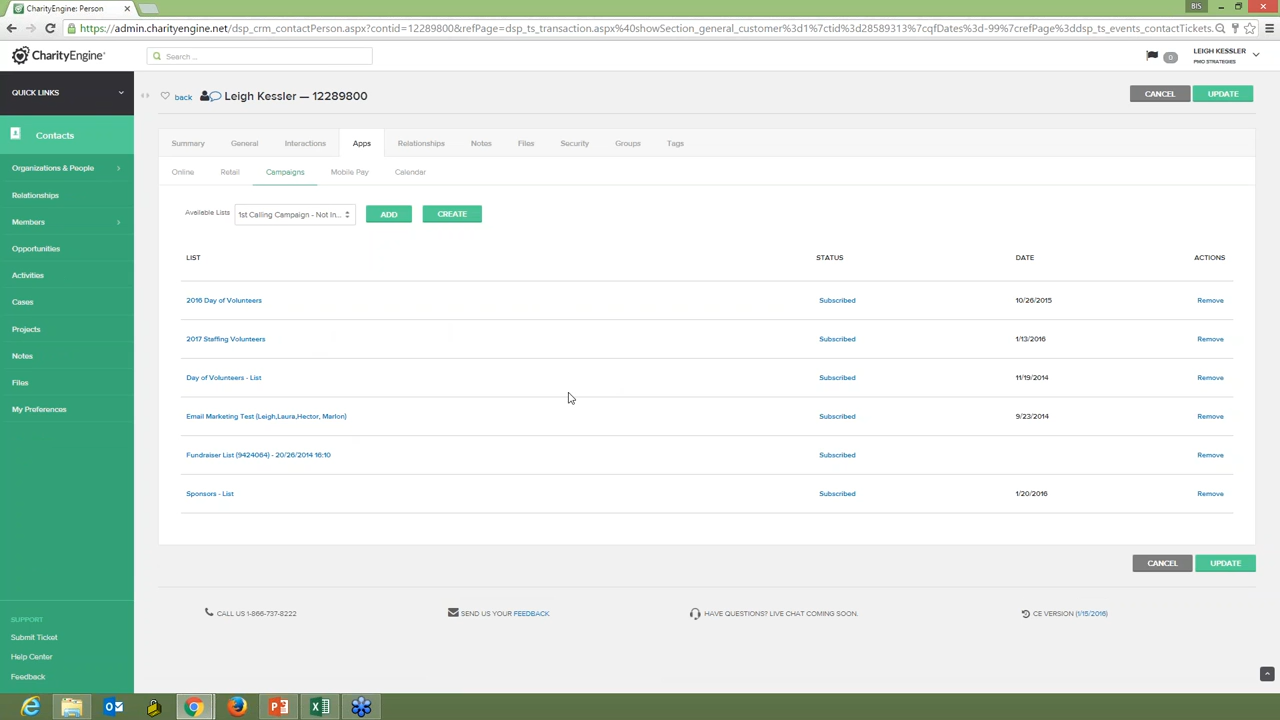 CharityEngine: Person
BIS
https://admin.charityengine.net/dsp_crm_contactPerson.aspx?contid=12289800&refPage=dsp_ts_transaction.aspx%40showSection_general_customer%3d1%7ctid%3d28589313%7cqfDates%3d-99%7crefPage%3ddsp_ts_events_contactTickets.
CharityEngine
Search ...
0
LEIGH KESSLER
PMO STRATEGIES
QUICK LINKS
back
Leigh Kessler — 12289800
CANCEL
UPDATE
Contacts
Summary
General
Interactions
Apps
Relationships
Notes
Files
Security
Groups
Tags
Organizations & People
Relationships
Members
Opportunities
Activities
Cases
Projects
Notes
Files
My Preferences
Online
Retail
Campaigns
Mobile Pay
Calendar
Available Lists
1st Calling Campaign - Not In...
ADD
CREATE
LIST STATUS DATE ACTIONS
2016 Day of Volunteers Subscribed 10/26/2015 Remove
2017 Staffing Volunteers Subscribed 1/13/2016 Remove
Day of Volunteers - List Subscribed 11/19/2014 Remove
Email Marketing Test (Leigh,Laura,Hector, Marlon) Subscribed 9/23/2014 Remove
Fundraiser List (9424064) - 20/26/2014 16:10 Subscribed Remove
Sponsors - List Subscribed 1/20/2016 Remove
CANCEL
UPDATE
CALL US 1-866-737-8222
SEND US YOUR FEEDBACK
HAVE QUESTIONS? LIVE CHAT COMING SOON.
CE VERSION (1/15/2016)
SUPPORT
Submit Ticket
Help Center
Feedback